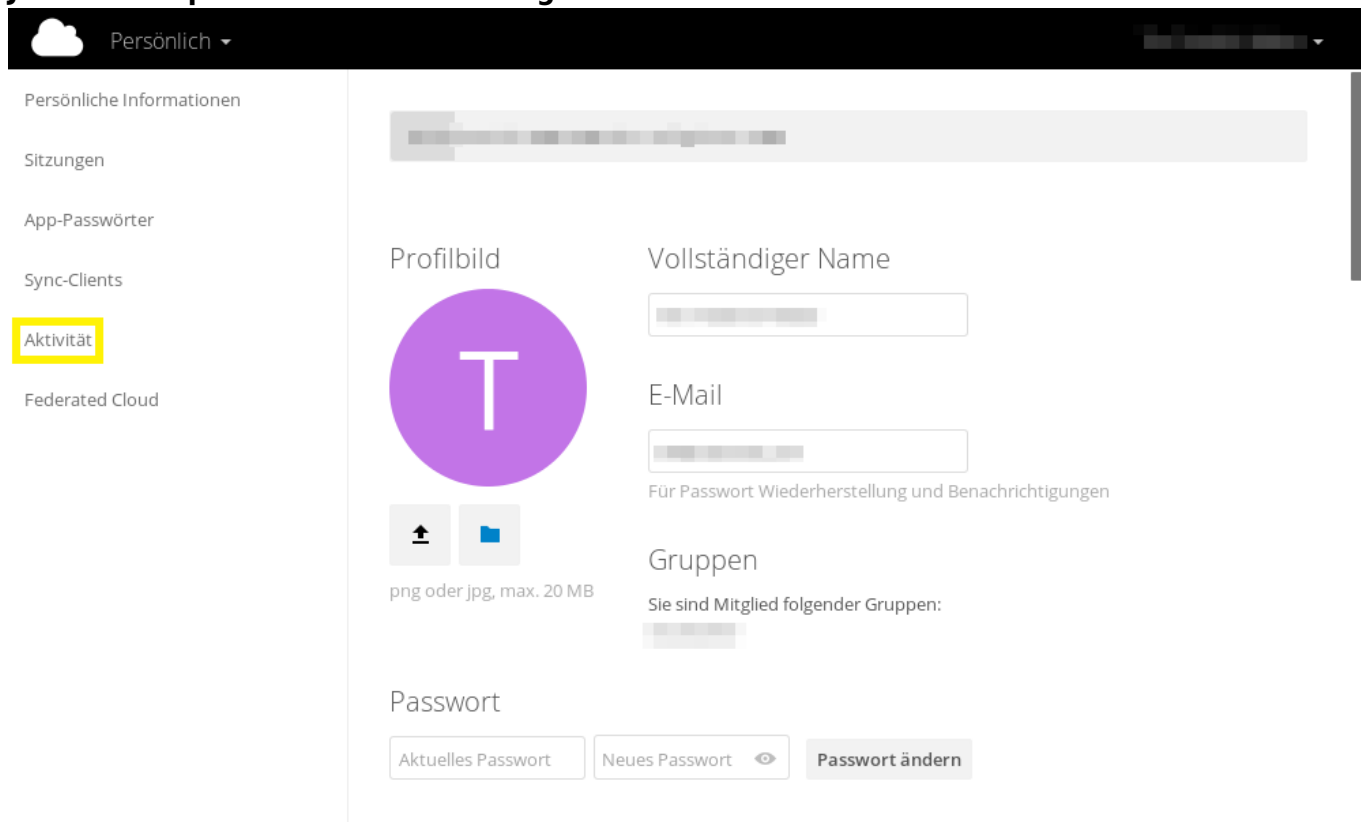 Persönlich
Persönliche Informationen
Sitzungen
App-Passwörter
Sync-Clients
Aktivität
Federated Cloud
Profilbild
T
png oder jpg, max. 20 MB
Vollständiger Name
E-Mail
Für Passwort Wiederherstellung und Benachrichtigungen
Gruppen
Sie sind Mitglied folgender Gruppen:
Passwort
Aktuelles Passwort
Neues Passwort
Passwort ändern